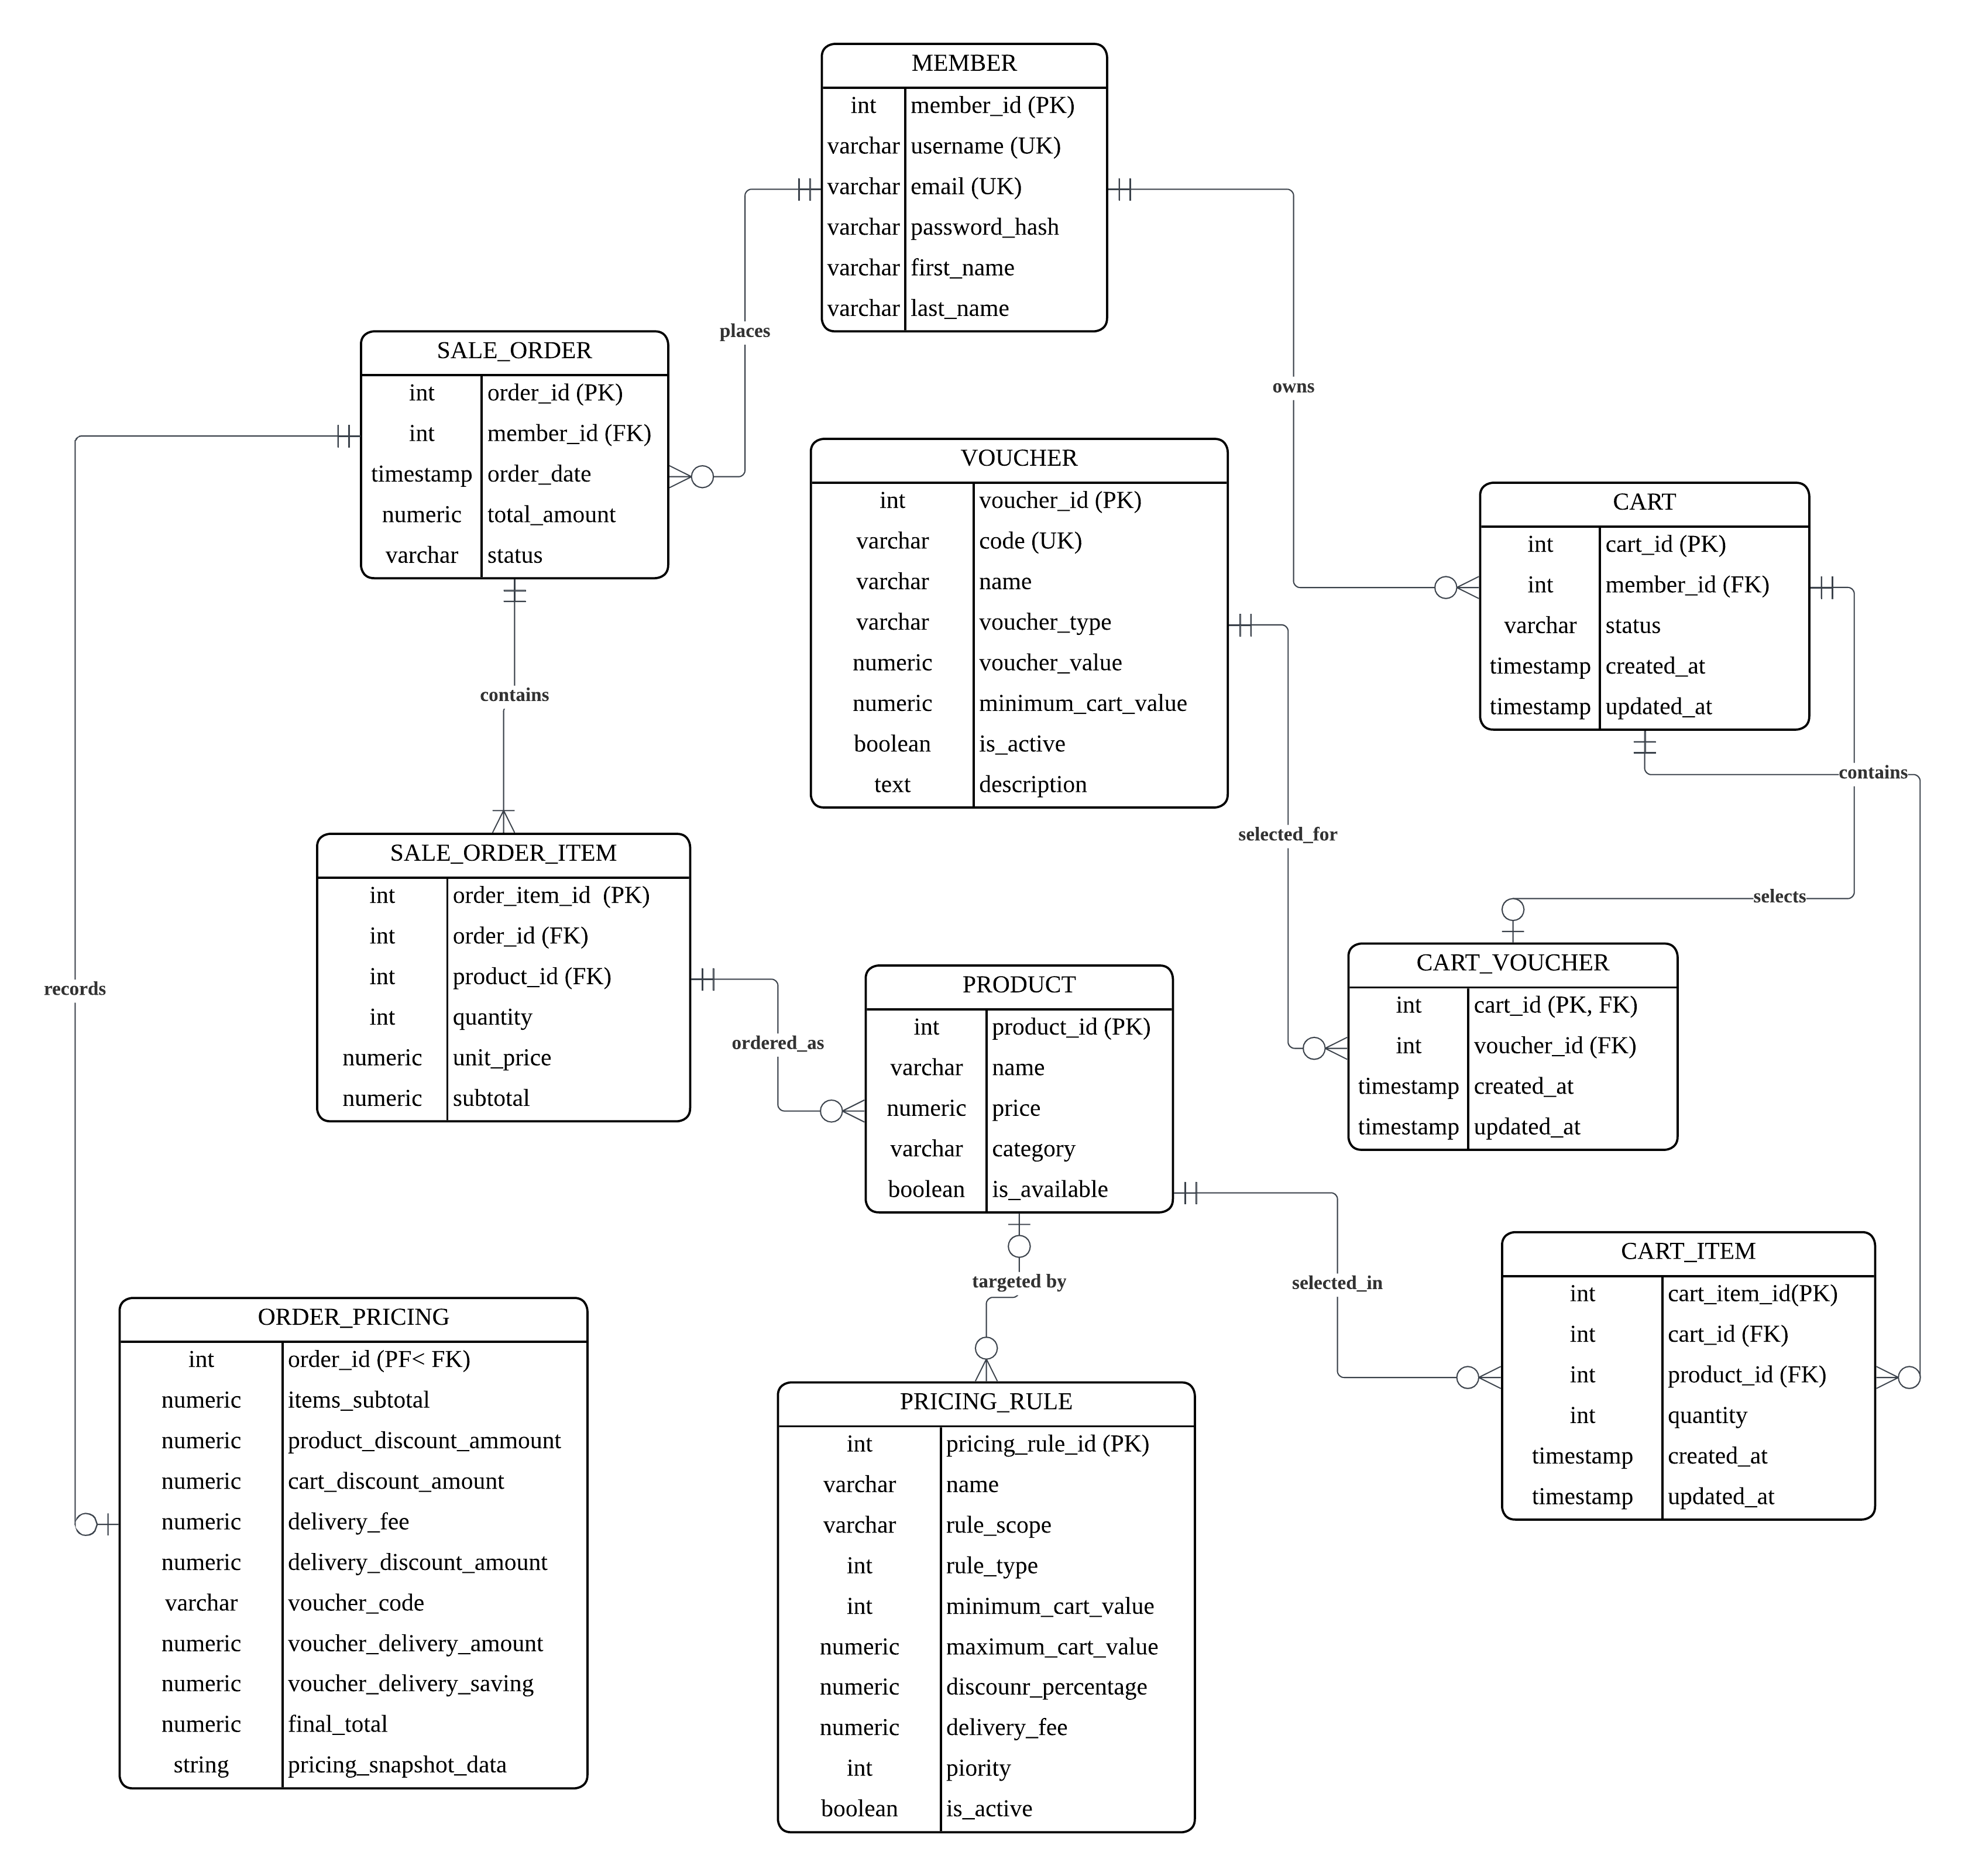 MEMBER
int member_id (PK)
varchar username (UK)
varchar email (UK)
varchar password_hash
varchar first_name
varchar last_name
places
owns
SALE_ORDER
int order_id (PK)
int member_id (FK)
timestamp order_date
numeric total_amount
varchar status
VOUCHER
int voucher_id (PK)
varchar code (UK)
varchar name
varchar voucher_type
numeric voucher_value
numeric minimum_cart_value
boolean is_active
text description
CART
int cart_id (PK)
int member_id (FK)
varchar status
timestamp created_at
timestamp updated_at
contains
contains
selected_for
selects
SALE_ORDER_ITEM
int order_item_id (PK)
int order_id (FK)
int product_id (FK)
int quantity
numeric unit_price
numeric subtotal
records
ordered_as
PRODUCT
int product_id (PK)
varchar name
numeric price
varchar category
boolean is_available
CART_VOUCHER
int cart_id (PK, FK)
int voucher_id (FK)
timestamp created_at
timestamp updated_at
targeted by
selected_in
CART_ITEM
int cart_item_id(PK)
int cart_id (FK)
int product_id (FK)
int quantity
timestamp created_at
timestamp updated_at
ORDER_PRICING
int order_id (PF< FK)
numeric items_subtotal
numeric product_discount_ammount
numeric cart_discount_amount
numeric delivery_fee
numeric delivery_discount_amount
varchar voucher_code
numeric voucher_delivery_amount
numeric voucher_delivery_saving
numeric final_total
string pricing_snapshot_data
PRICING_RULE
int pricing_rule_id (PK)
varchar name
varchar rule_scope
int rule_type
int minimum_cart_value
numeric maximum_cart_value
numeric discounr_percentage
numeric delivery_fee
int piority
boolean is_active